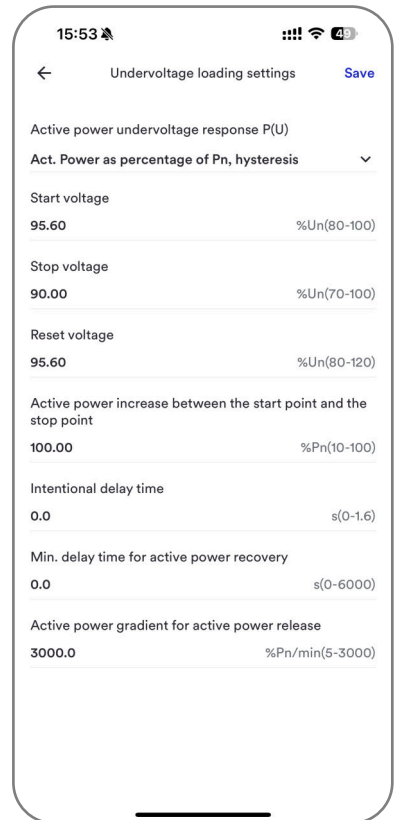 15:53
49
Undervoltage loading settings
Save
Active power undervoltage response P(U)
Act. Power as percentage of Pn, hysteresis
Start voltage
95.60 %Un(80-100)
Stop voltage
90.00 %Un(70-100)
Reset voltage
95.60 %Un(80-120)
Active power increase between the start point and the
stop point
100.00 %Pn(10-100)
Intentional delay time
0.0 s(0-1.6)
Min. delay time for active power recovery
0.0 s(0-6000)
Active power gradient for active power release
3000.0 %Pn/min(5-3000)